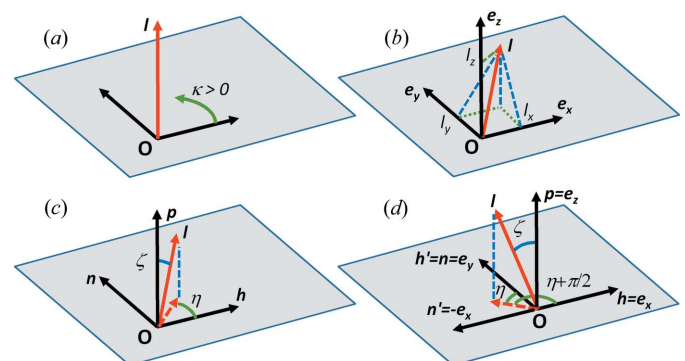 (a)
l
κ > 0
O
(b)
e_z
l
l_z
e_y
l_y
l_x
e_x
O
(c)
p
l
ζ
n
η
h
O
(d)
p=e_z
l
ζ
h'=n=e_y
η
η+π/2
n'=-e_x
h=e_x
O